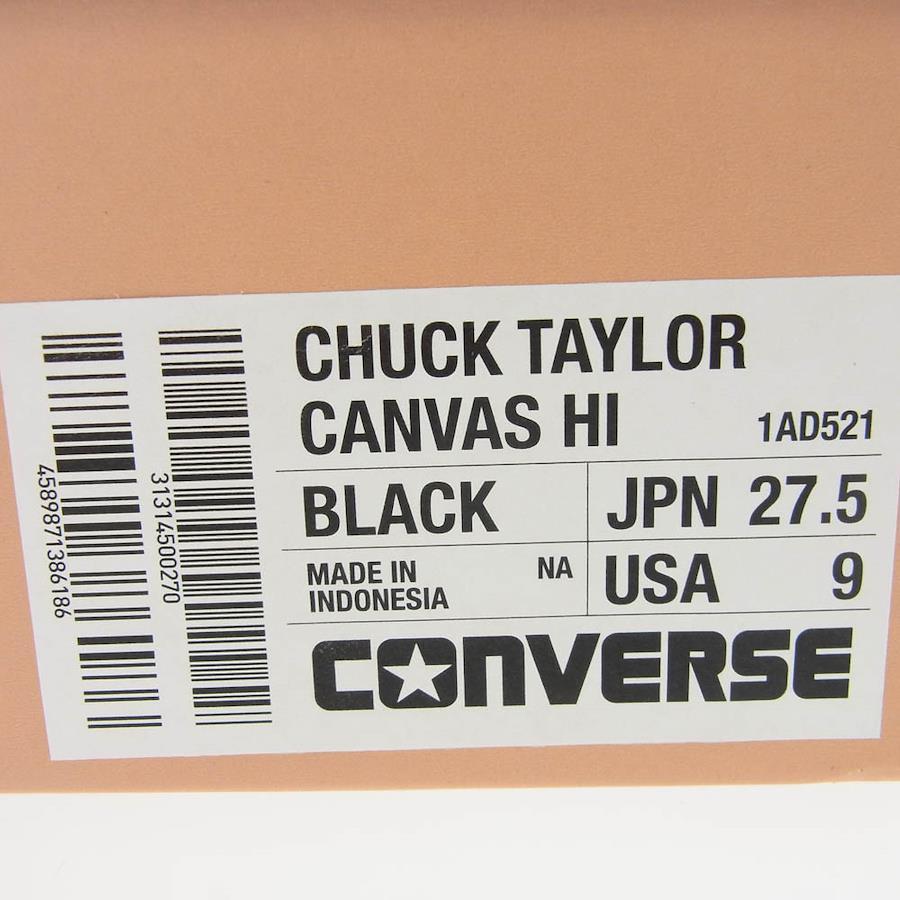 CHUCK TAYLOR
CANVAS HI 1AD521
BLACK JPN 27.5
MADE IN
INDONESIA NA USA 9
CONVERSE
4589871386186
31314500270